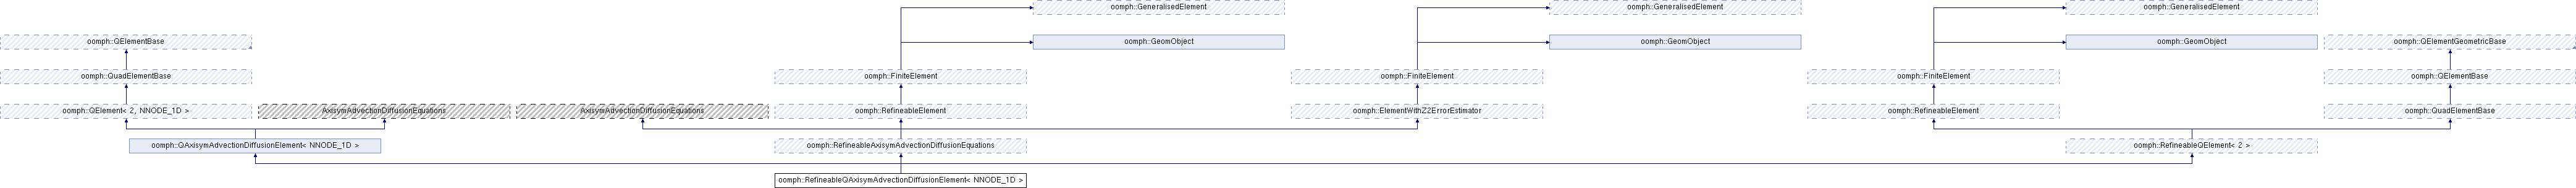 oomph::GeneralisedElement oomph::GeneralisedElement oomph::GeneralisedElement
oomph::QElementBase oomph::GeomObject oomph::GeomObject oomph::GeomObject oomph::QElementGeometricBase
oomph::QuadElementBase oomph::FiniteElement oomph::FiniteElement oomph::FiniteElement oomph::QElementBase
oomph::QElement< 2, NNODE_1D > AxisymAdvectionDiffusionEquations AxisymAdvectionDiffusionEquations oomph::RefineableElement oomph::ElementWithZ2ErrorEstimator oomph::RefineableElement oomph::QuadElementBase
oomph::QAxisymAdvectionDiffusionElement< NNODE_1D > oomph::RefineableAxisymAdvectionDiffusionEquations oomph::RefineableQElement< 2 >
oomph::RefineableQAxisymAdvectionDiffusionElement< NNODE_1D >